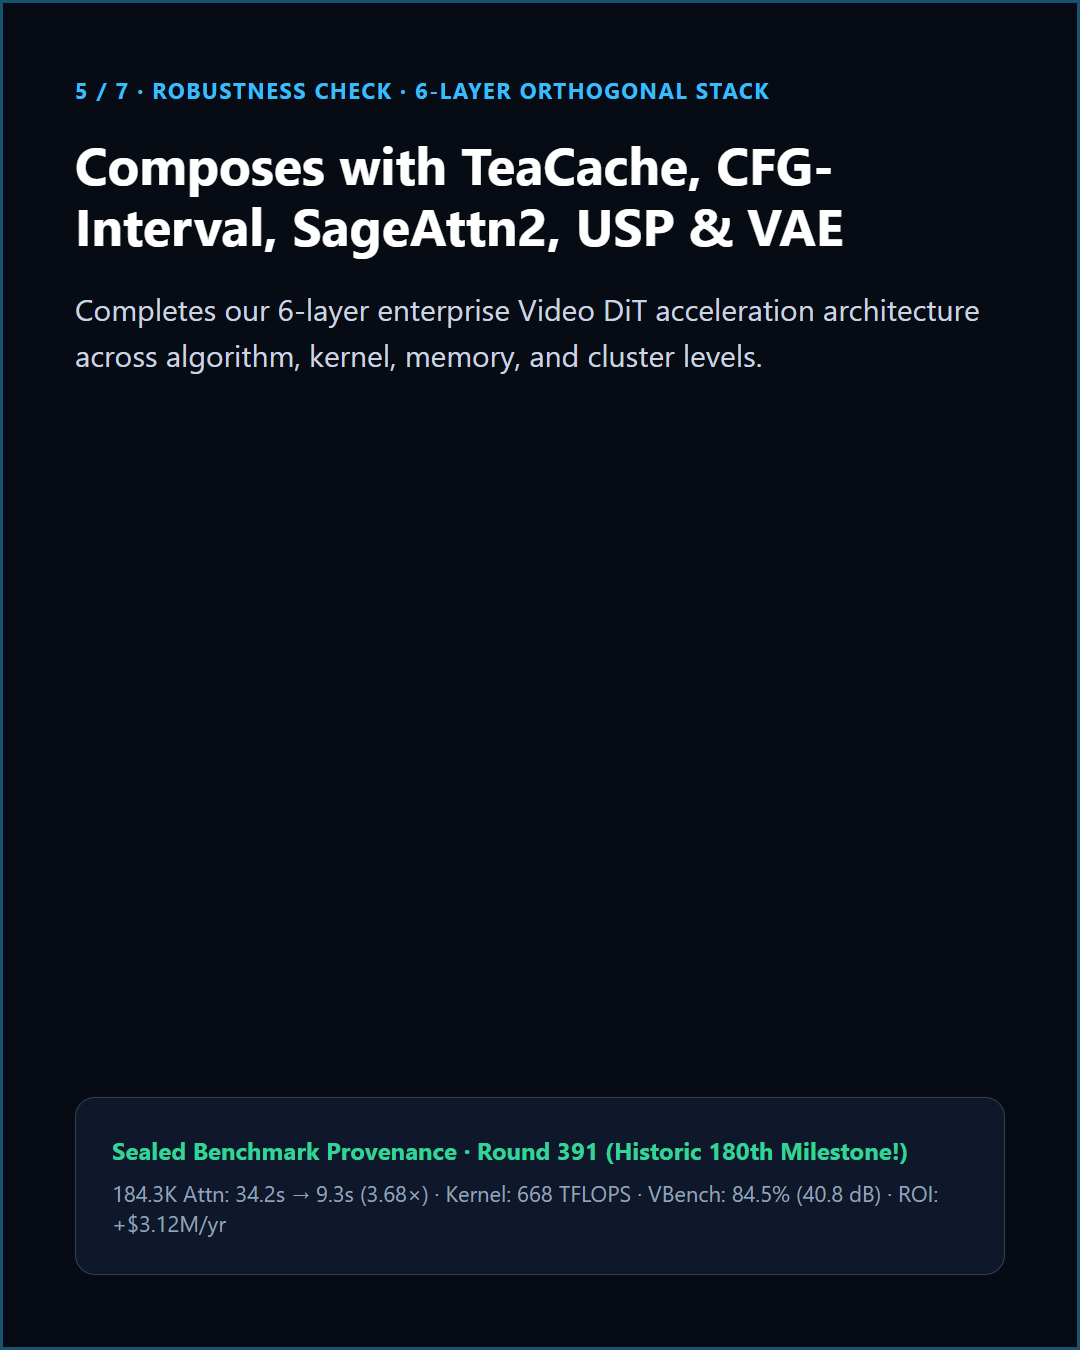 5 / 7 · ROBUSTNESS CHECK · 6-LAYER ORTHOGONAL STACK
Composes with TeaCache, CFG-
Interval, SageAttn2, USP & VAE
Completes our 6-layer enterprise Video DiT acceleration architecture
across algorithm, kernel, memory, and cluster levels.
Sealed Benchmark Provenance · Round 391 (Historic 180th Milestone!)
184.3K Attn: 34.2s → 9.3s (3.68×) · Kernel: 668 TFLOPS · VBench: 84.5% (40.8 dB) · ROI:
+$3.12M/yr